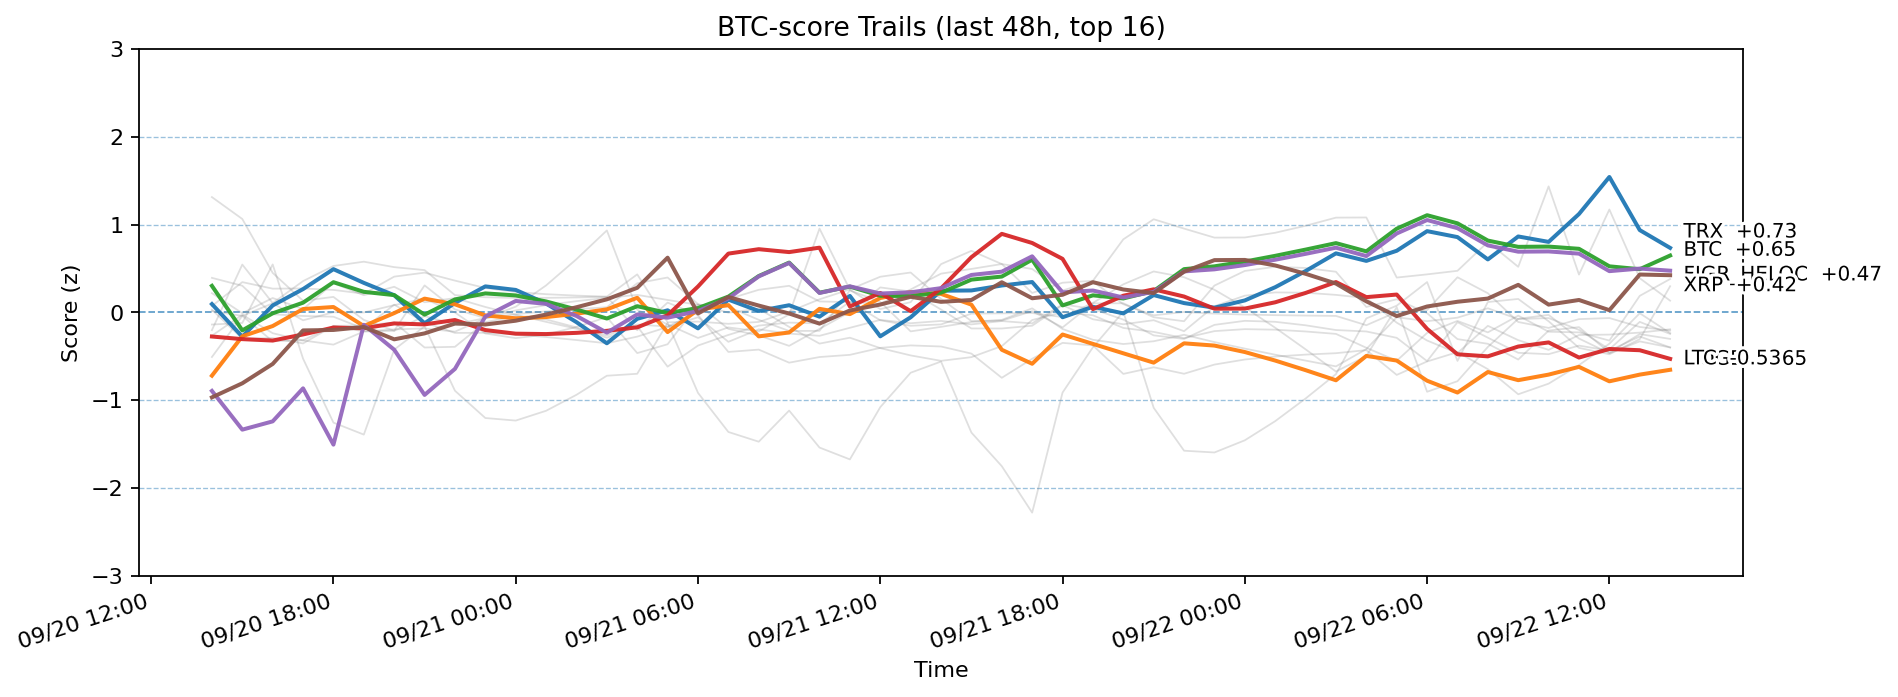 BTC-score Trails (last 48h, top 16)
Score (z)
3
2
1
0
−1
−2
−3
TRX +0.73
BTC +0.65
HELOC +0.47
XRP +0.42
09/20 12:00
09/20 18:00
09/21 00:00
09/21 06:00
09/21 12:00
09/21 18:00
09/22 00:00
09/22 06:00
09/22 12:00
Time